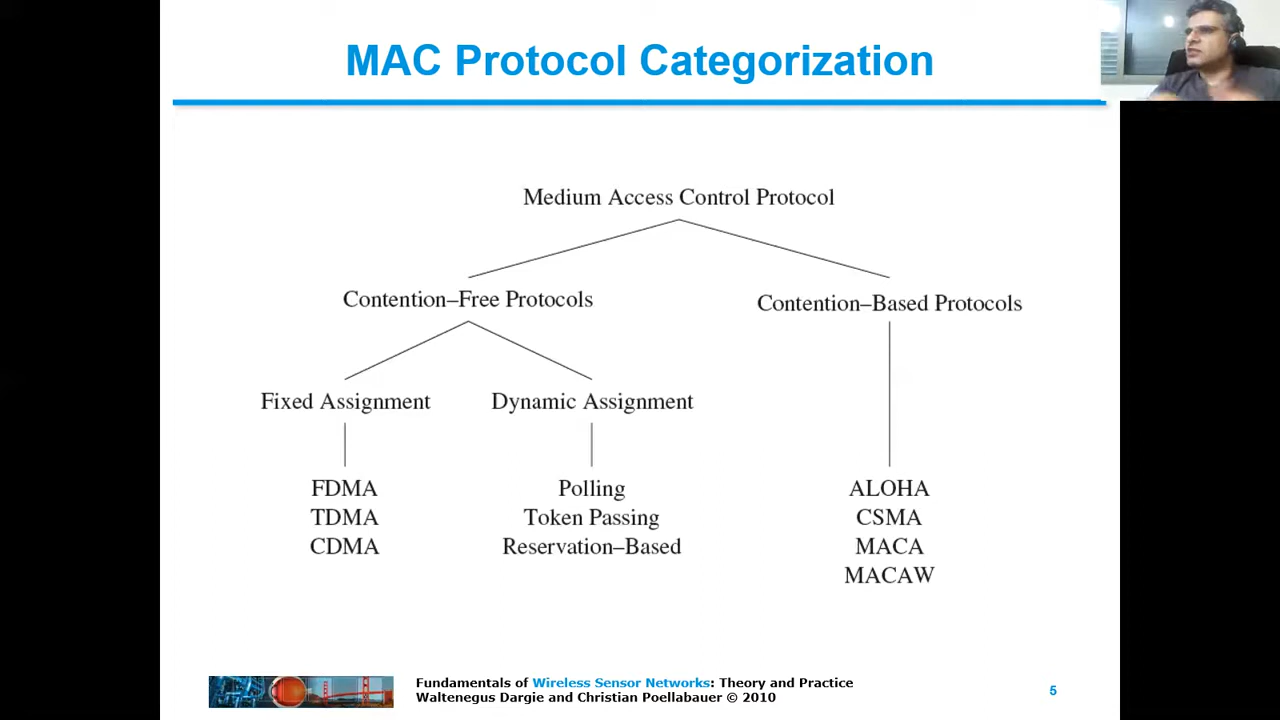 MAC Protocol Categorization
Medium Access Control Protocol
Contention–Free Protocols
Contention–Based Protocols
Fixed Assignment
Dynamic Assignment
FDMA
TDMA
CDMA
Polling
Token Passing
Reservation–Based
ALOHA
CSMA
MACA
MACAW
Fundamentals of Wireless Sensor Networks: Theory and Practice
Waltenegus Dargie and Christian Poellabauer © 2010
5